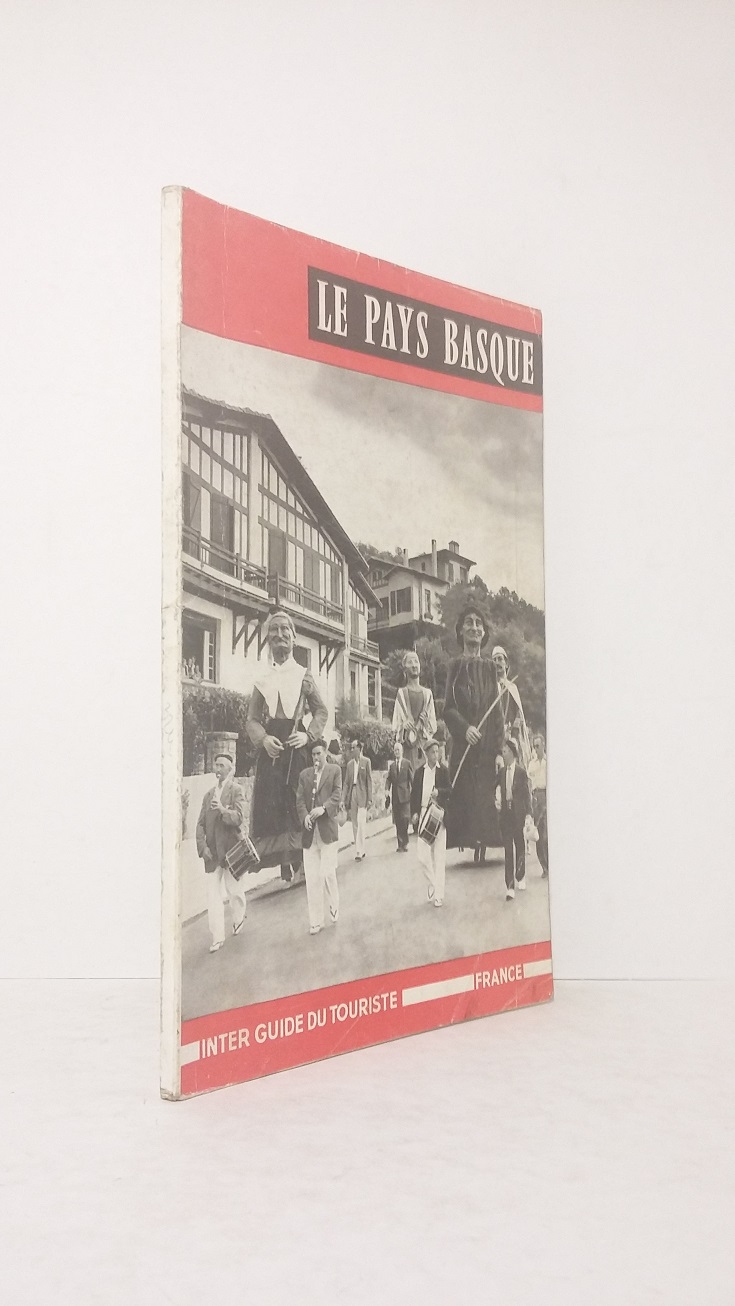 LE PAYS BASQUE
INTER GUIDE DU TOURISTE FRANCE